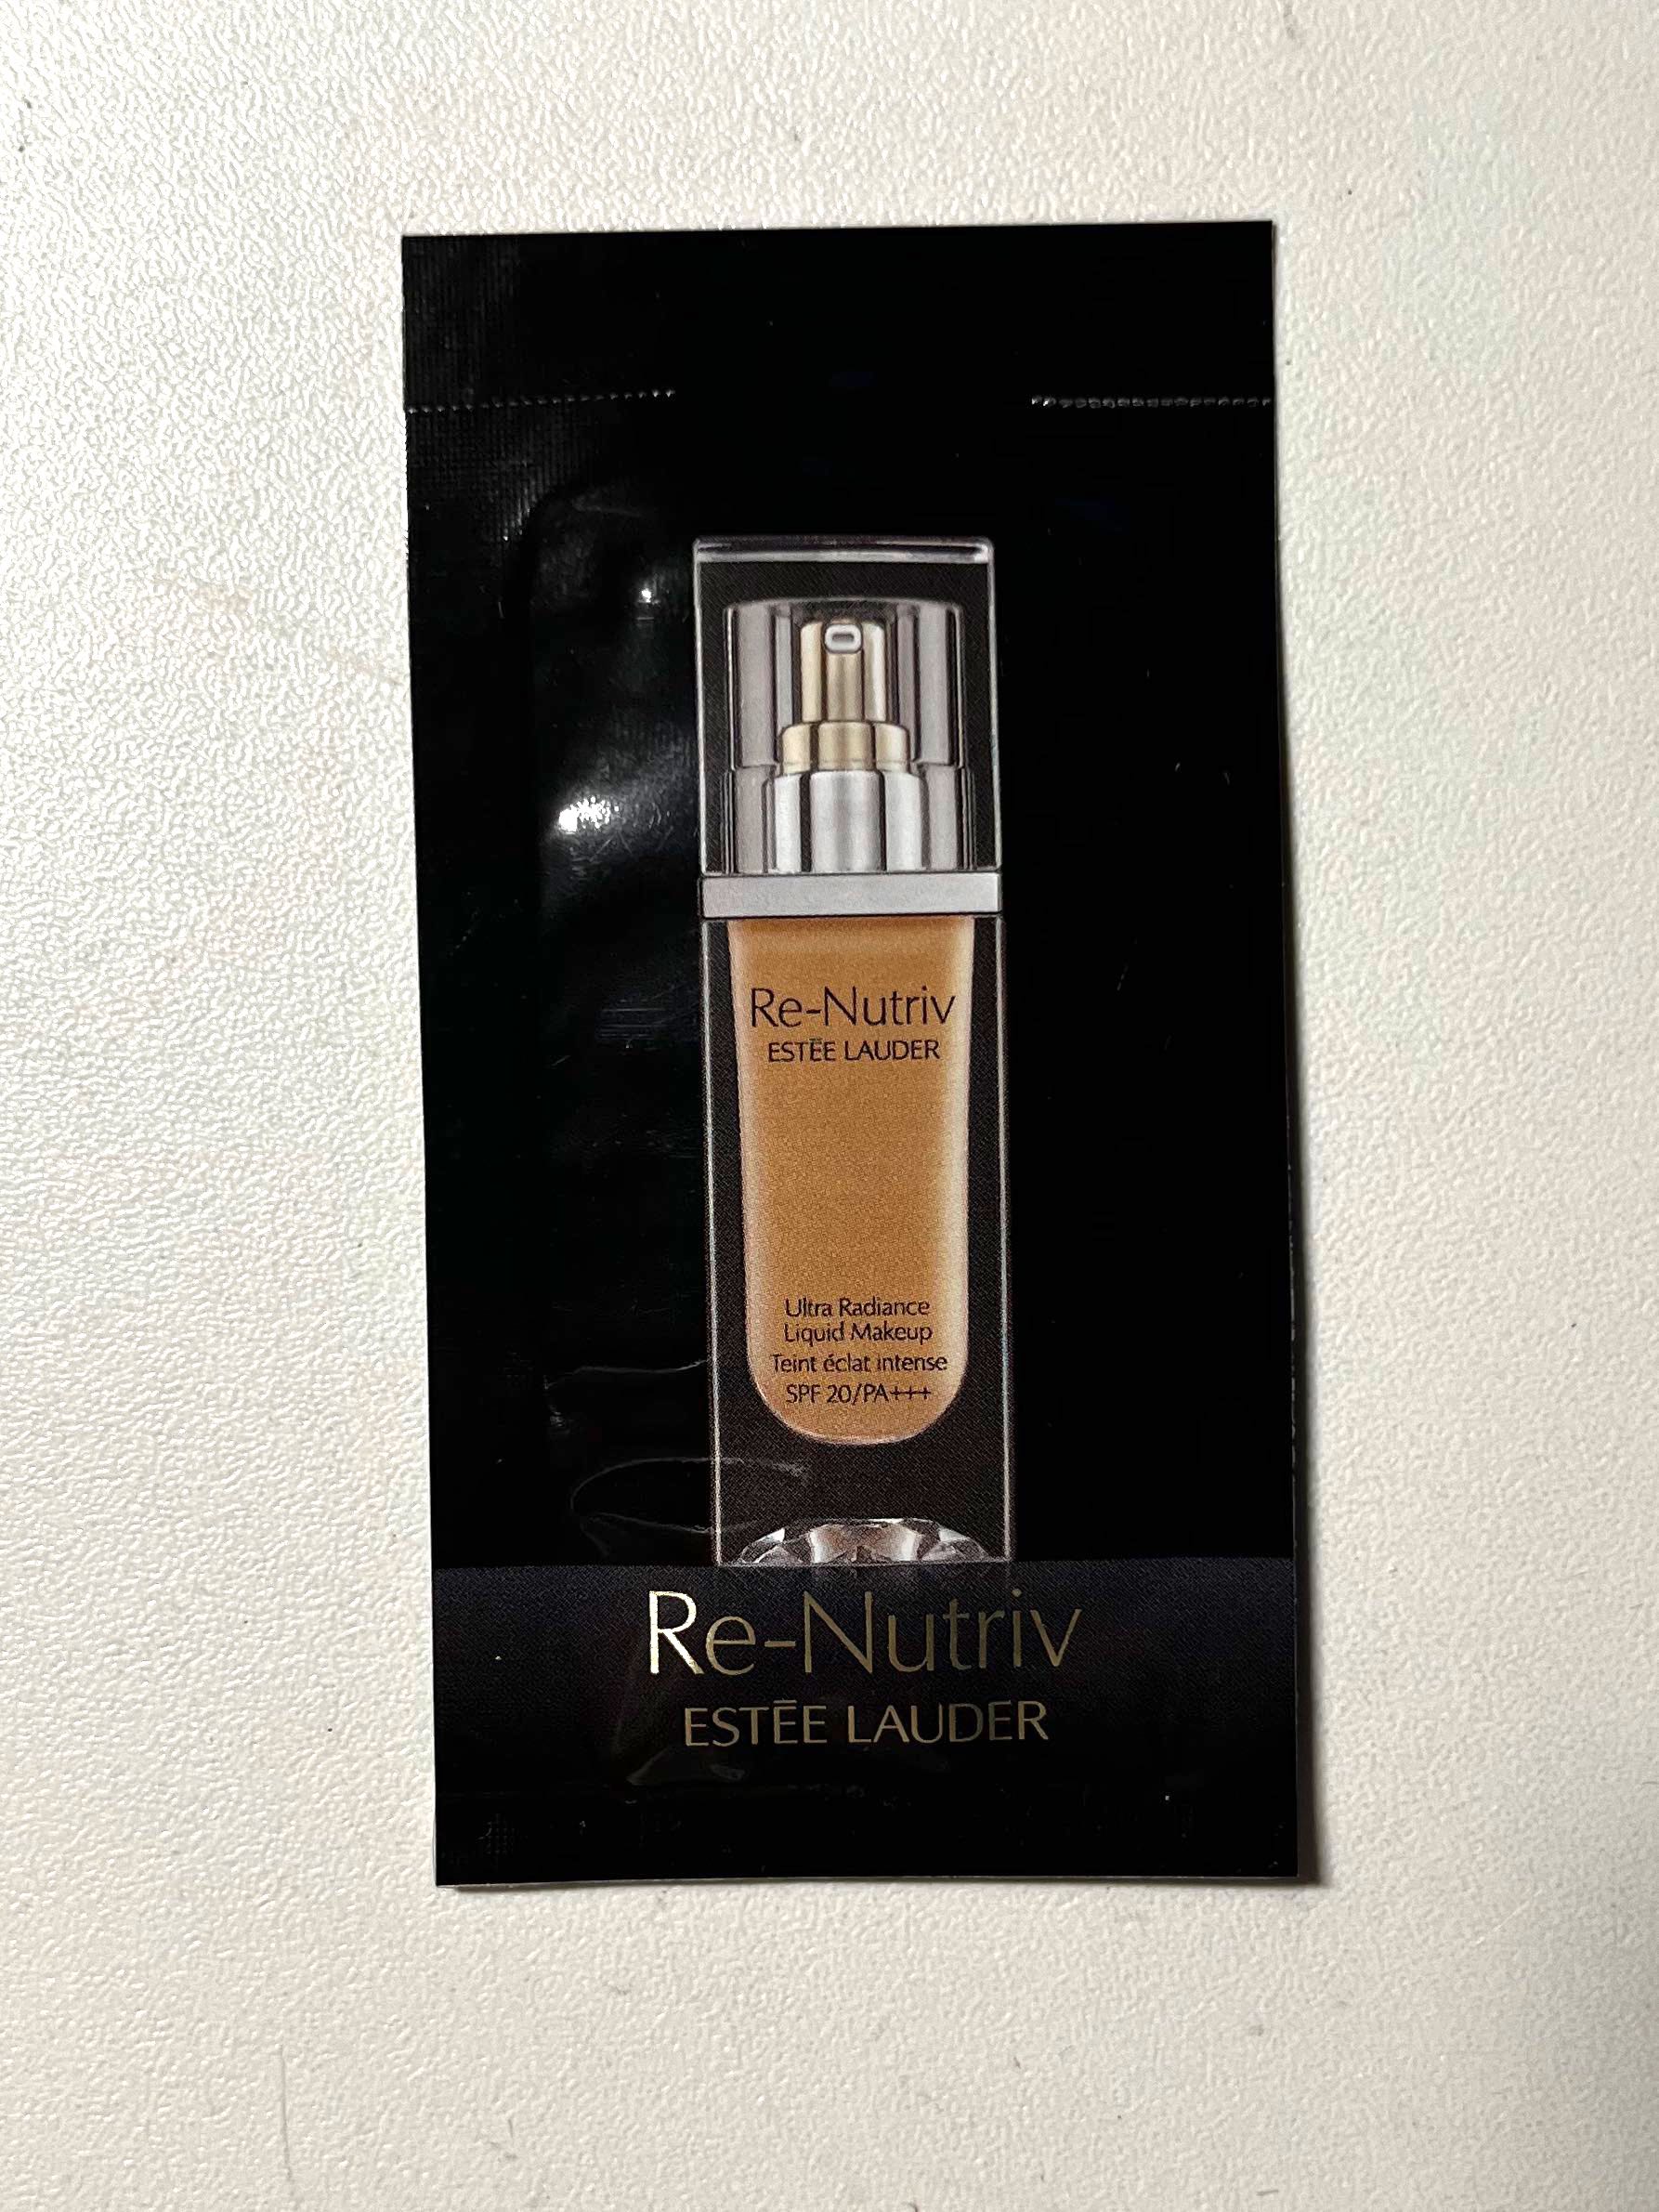 Re-Nutriv
ESTĒE LAUDER
Ultra Radiance
Liquid Makeup
Teint éclat intense
SPF 20/PA+++
Re-Nutriv
ESTĒE LAUDER